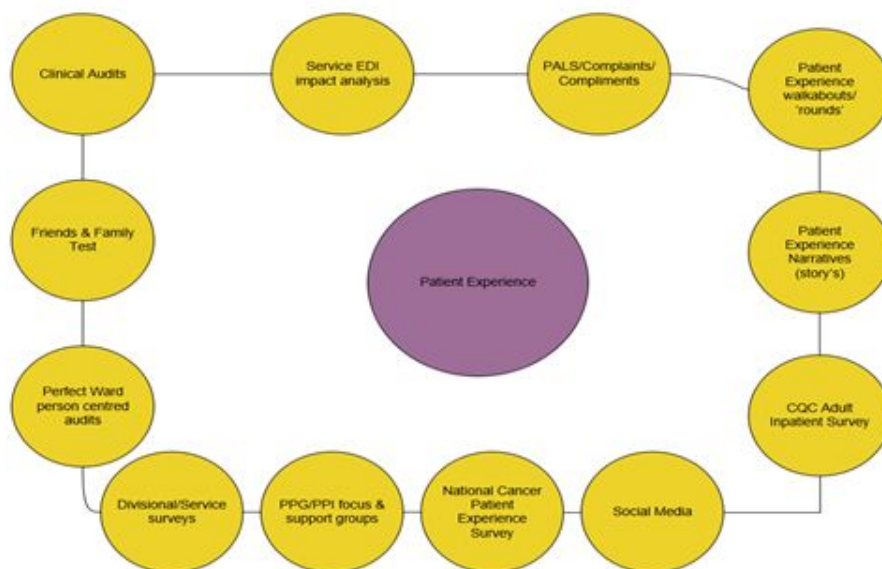 Clinical Audits
Service EDI
impact analysis
PALS/Complaints/
Compliments
Patient
Experience
walkabouts/
'rounds'
Friends & Family
Test
Patient Experience
Patient
Experience
Narratives
(story's)
Perfect Ward
person centred
audits
CQC Adult
Inpatient Survey
Divisional/Service
surveys
PPG/PPI focus &
support groups
National Cancer
Patient
Experience
Survey
Social Media